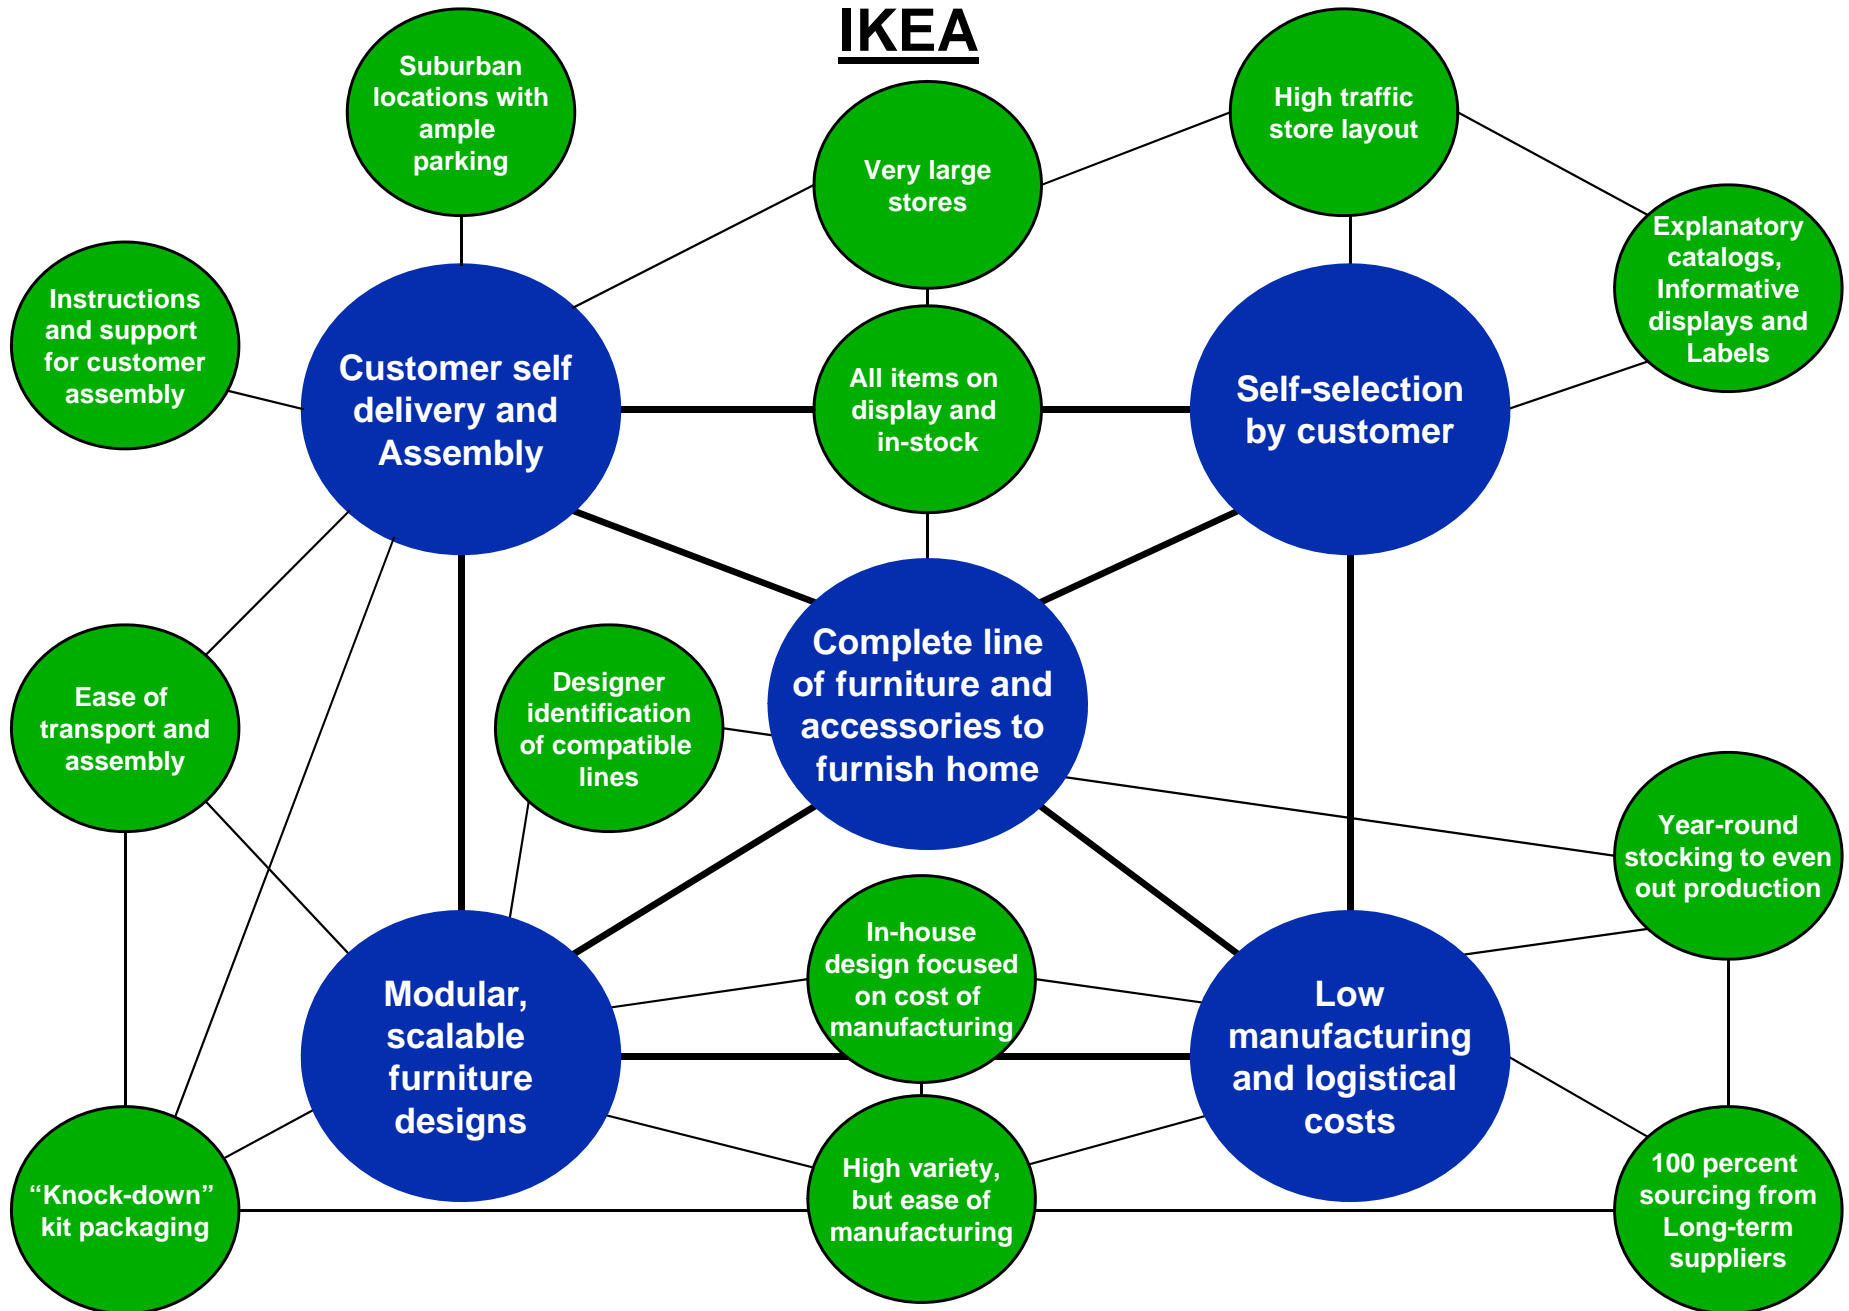 IKEA
Suburban
locations with
ample
parking
Very large
stores
High traffic
store layout
Explanatory
catalogs,
Informative
displays and
Labels
Instructions
and support
for customer
assembly
Customer self
delivery and
Assembly
All items on
display and
in-stock
Self-selection
by customer
Ease of
transport and
assembly
Designer
identification
of compatible
lines
Complete line
of furniture and
accessories to
furnish home
Year-round
stocking to even
out production
In-house
design focused
on cost of
manufacturing
Modular,
scalable
furniture
designs
Low
manufacturing
and logistical
costs
“Knock-down”
kit packaging
High variety,
but ease of
manufacturing
100 percent
sourcing from
Long-term
suppliers